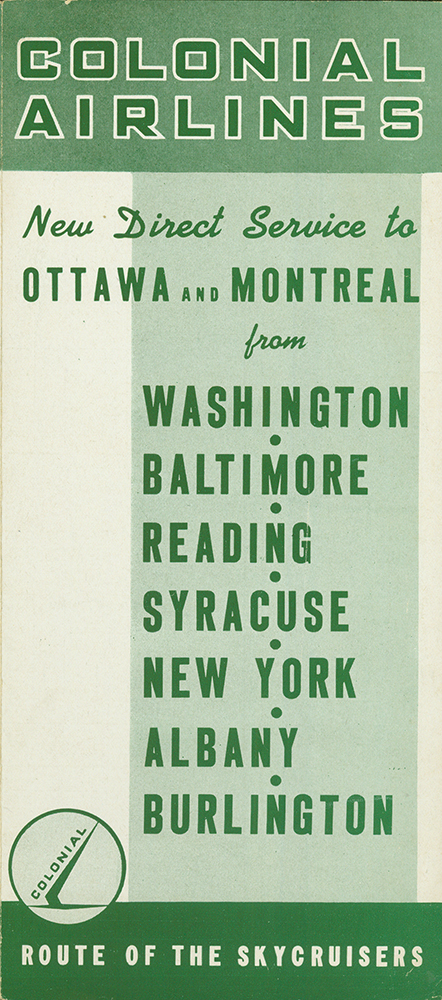 COLONIAL
AIRLINES
New Direct Service to
OTTAWA AND MONTREAL
from
WASHINGTON
•
BALTIMORE
•
READING
•
SYRACUSE
•
NEW YORK
•
ALBANY
•
BURLINGTON
COLONIAL
ROUTE OF THE SKYCRUISERS